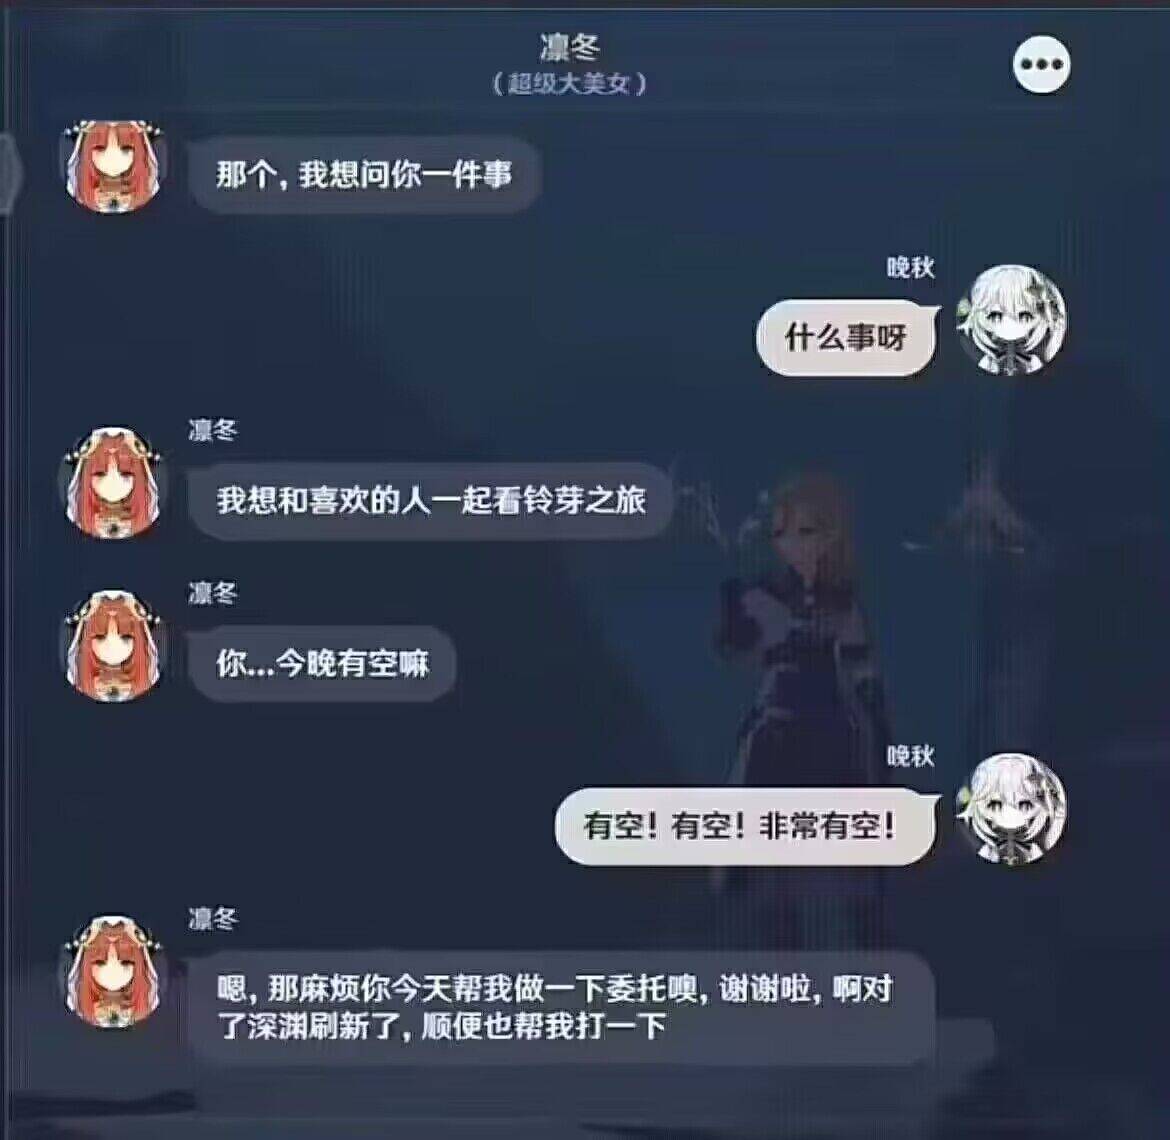 凛冬
（超级大美女）
那个，我想问你一件事
晚秋
什么事呀
凛冬
我想和喜欢的人一起看铃芽之旅
凛冬
你...今晚有空嘛
晚秋
有空！有空！非常有空！
凛冬
嗯，那麻烦你今天帮我做一下委托噢，谢谢啦，啊对
了深渊刷新了，顺便也帮我打一下